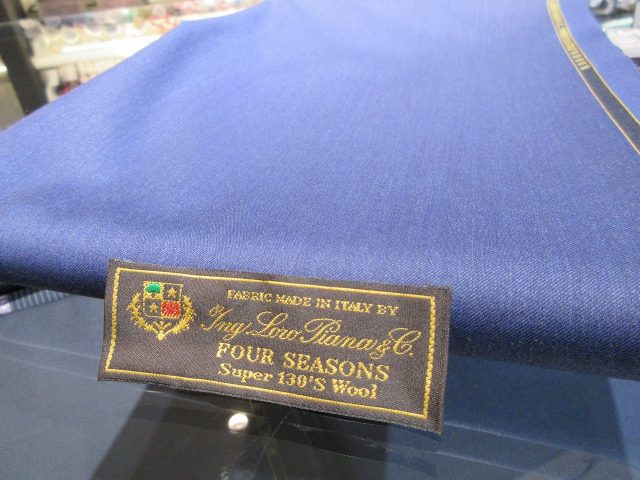 FABRIC MADE IN ITALY BY
Ing. Loro Piana & C.
FOUR SEASONS
Super 130'S Wool